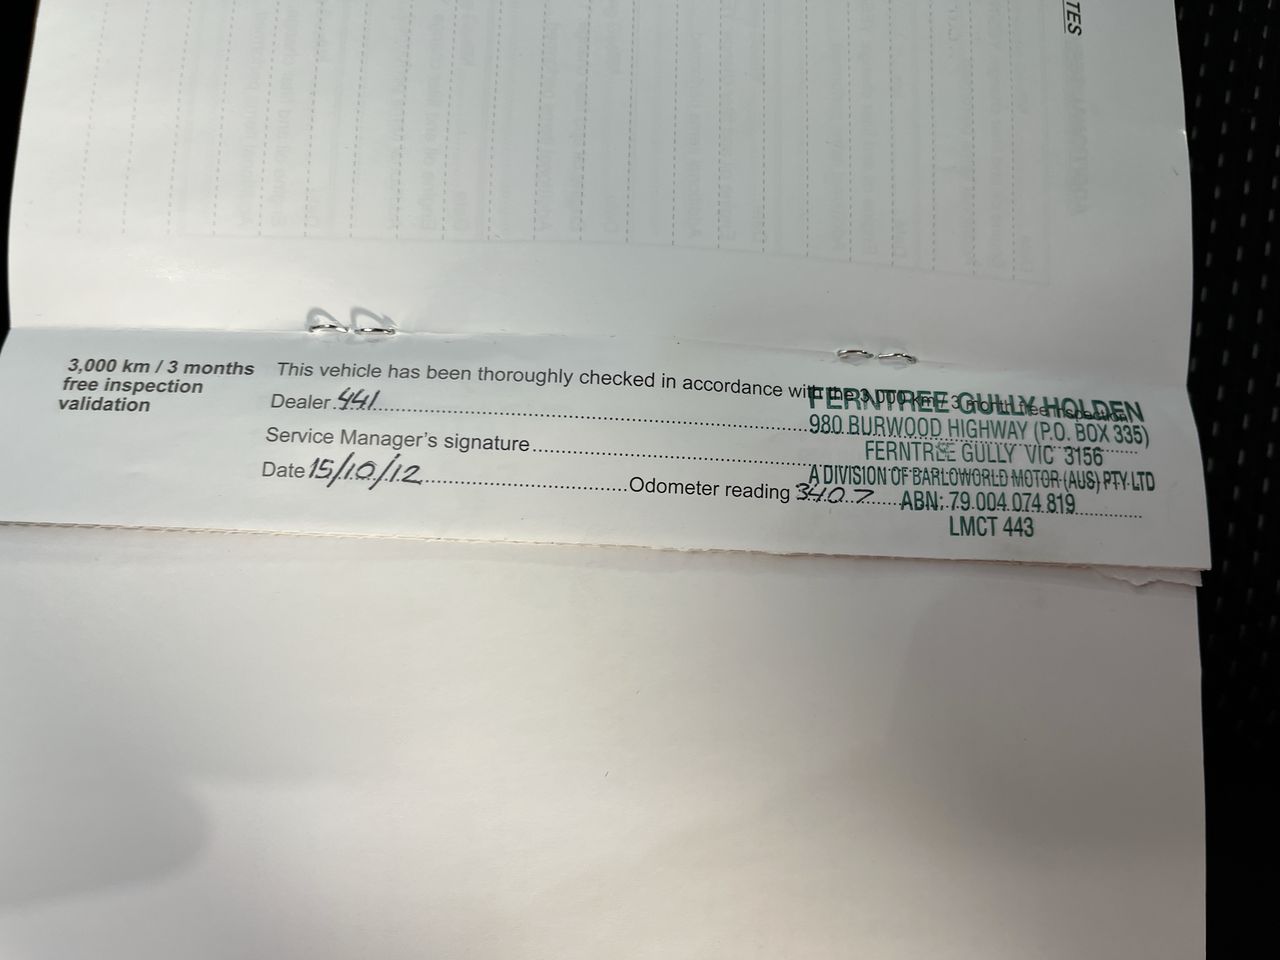 TES
3,000 km / 3 months
free inspection
validation
This vehicle has been thoroughly checked in accordance with the 3,000 km / 3 month free inspection
Dealer 441
Service Manager's signature
Date 15/10/12 Odometer reading 3407
FERNTREE GULLY HOLDEN
980 BURWOOD HIGHWAY (P.O. BOX 335)
FERNTREE GULLY VIC 3156
A DIVISION OF BARLOWORLD MOTOR (AUS) PTY LTD
ABN: 79 004 074 819
LMCT 443